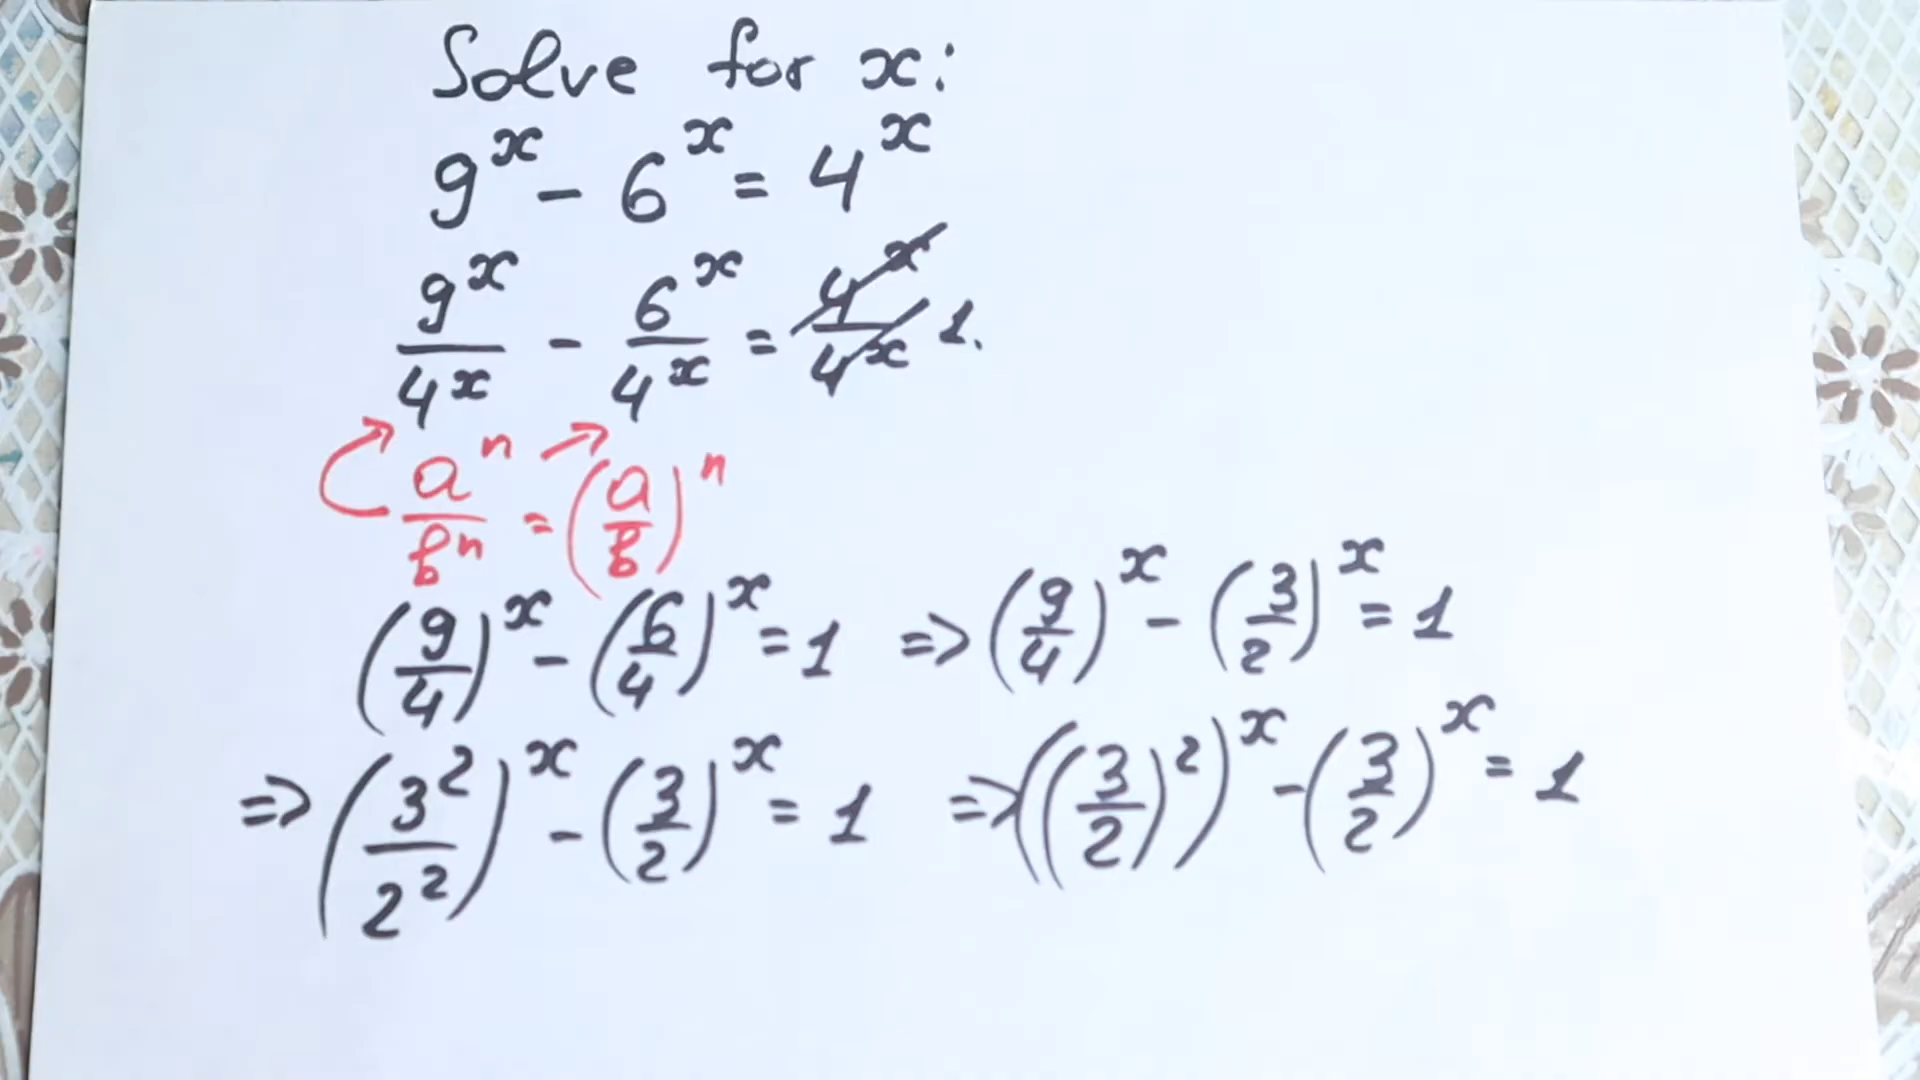 Solve for x:
9^x - 6^x = 4^x
9^x/4^x - 6^x/4^x = 4^x/4^x 1.
a^n/b^n = (a/b)^n
(9/4)^x - (6/4)^x = 1 => (9/4)^x - (3/2)^x = 1
=> (3^2/2^2)^x - (3/2)^x = 1 => ((3/2)^2)^x - (3/2)^x = 1